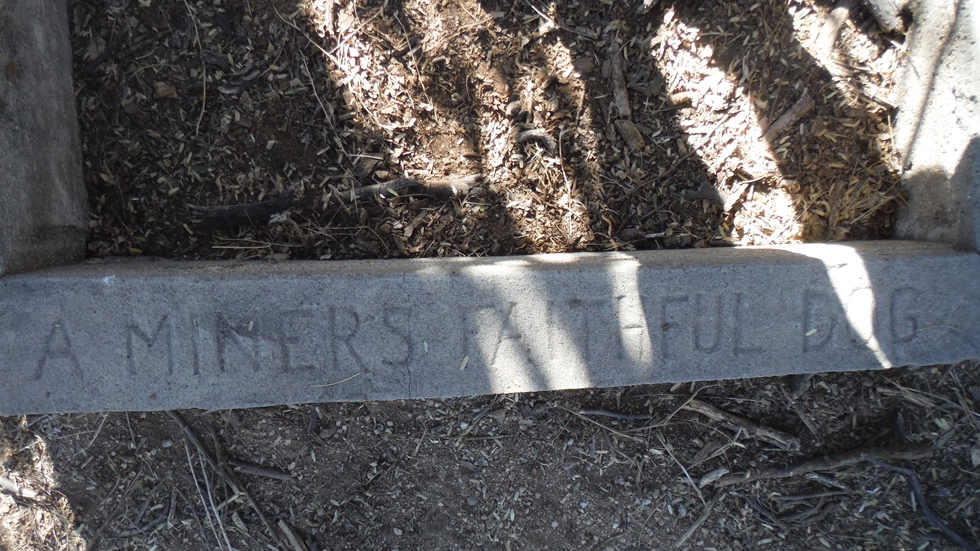 A MINERS FAITHFUL DOG